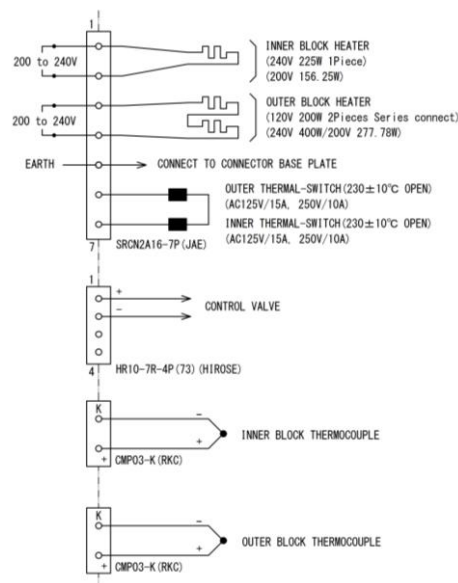 1
200 to 240V
INNER BLOCK HEATER
(240V 225W 1Piece)
(200V 156.25W)
200 to 240V
OUTER BLOCK HEATER
(120V 200W 2Pieces Series connect)
(240V 400W/200V 277.78W)
EARTH
CONNECT TO CONNECTOR BASE PLATE
OUTER THERMAL-SWITCH(230±10℃ OPEN)
(AC125V/15A, 250V/10A)
INNER THERMAL-SWITCH(230±10℃ OPEN)
(AC125V/15A, 250V/10A)
7
SRCN2A16-7P(JAE)
1
+
−
CONTROL VALVE
4
HR10-7R-4P(73)(HIROSE)
K
−
+
INNER BLOCK THERMOCOUPLE
+
CMP03-K(RKC)
K
−
+
OUTER BLOCK THERMOCOUPLE
+
CMP03-K(RKC)